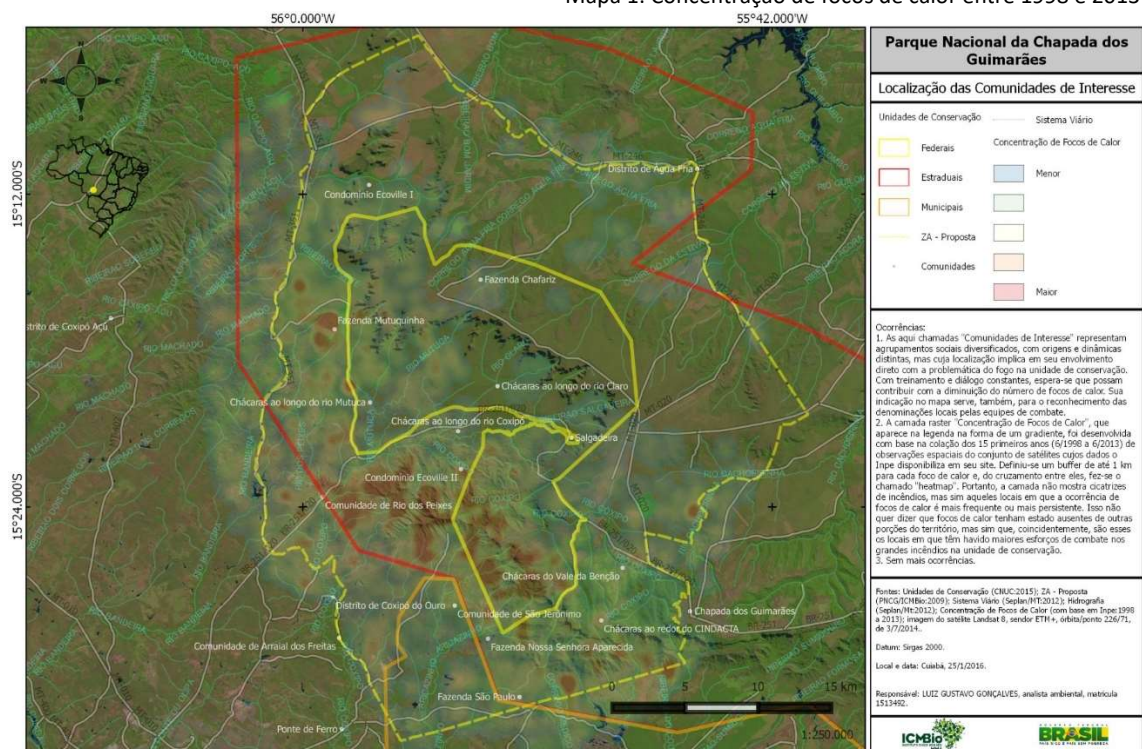 Mapa 1. Concentração de focos de calor entre 1998 e 2013
56°0.000'W
55°42.000'W
15°12.000'S
15°24.000'S
Condomínio Ecoville I
Distrito de Água Fria
Fazenda Chafariz
Fazenda Mutuquinha
Chácaras ao longo do rio Claro
Chácaras ao longo do rio Mutuca
Chácaras ao longo do rio Coxipó
Salgadeira
Condomínio Ecoville II
Comunidade de Rio dos Peixes
Chácaras do Vale da Benção
Distrito de Coxipó do Ouro
Comunidade de São Jerônimo
Chapada dos Guimarães
Chácaras ao redor do CINDACTA
Comunidade de Arraial dos Freitas
Fazenda Nossa Senhora Aparecida
Fazenda São Paulo
Ponte de Ferro
strito de Coxipó Açú
RIO MACHADO
0 5 10 15 km
1:250.000
Parque Nacional da Chapada dos
Guimarães
Localização das Comunidades de Interesse
Unidades de Conservação
Federais
Estraduais
Municipais
ZA - Proposta
Comunidades
Sistema Viário
Concentração de Focos de Calor
Menor
Maior
Ocorrências:
1. As aqui chamadas "Comunidades de Interesse" representam
agrupamentos sociais diversificados, com origens e dinâmicas
distintas, mas cuja localização implica em seu envolvimento
direto com a problemática do fogo na unidade de conservação.
Com treinamento e diálogo constantes, espera-se que possam
contribuir com a diminuição do número de focos de calor. Sua
indicação no mapa serve, também, para o reconhecimento das
denominações locais pelas equipes de combate.
2. A camada raster "Concentração de Focos de Calor", que
aparece na legenda na forma de um gradiente, foi desenvolvida
com base na colação dos 15 primeiros anos (6/1998 a 6/2013) de
observações espaciais do conjunto de satélites cujos dados o
Inpe disponibiliza em seu site. Definiu-se um buffer de até 1 km
para cada foco de calor e, do cruzamento entre eles, fez-se o
chamado "heatmap". Portanto, a camada não mostra cicatrizes
de incêndios, mas sim aqueles locais em que a ocorrência de
focos de calor é mais frequente ou mais persistente. Isso não
quer dizer que focos de calor tenham estado ausentes de outras
porções do território, mas sim que, coincidentemente, são esses
os locais em que têm havido maiores esforços de combate nos
grandes incêndios na unidade de conservação.
3. Sem mais ocorrências.
Fontes: Unidades de Conservação (CNUC:2015); ZA - Proposta
(PNCG/ICMBio:2009); Sistema Viário (Seplan/MT:2012); Hidrografia
(Seplan/Mt:2012); Concentração de Focos de Calor (com base em Inpe:1998
a 2013); imagem do satélite Landsat 8, sensor ETM+, órbita/ponto 226/71,
de 3/7/2014..
Datum: Sirgas 2000.
Local e data: Cuiabá, 25/1/2016.
Responsável: LUIZ GUSTAVO GONÇALVES, analista ambiental, matrícula
1513492.
ICMBio
BRASIL